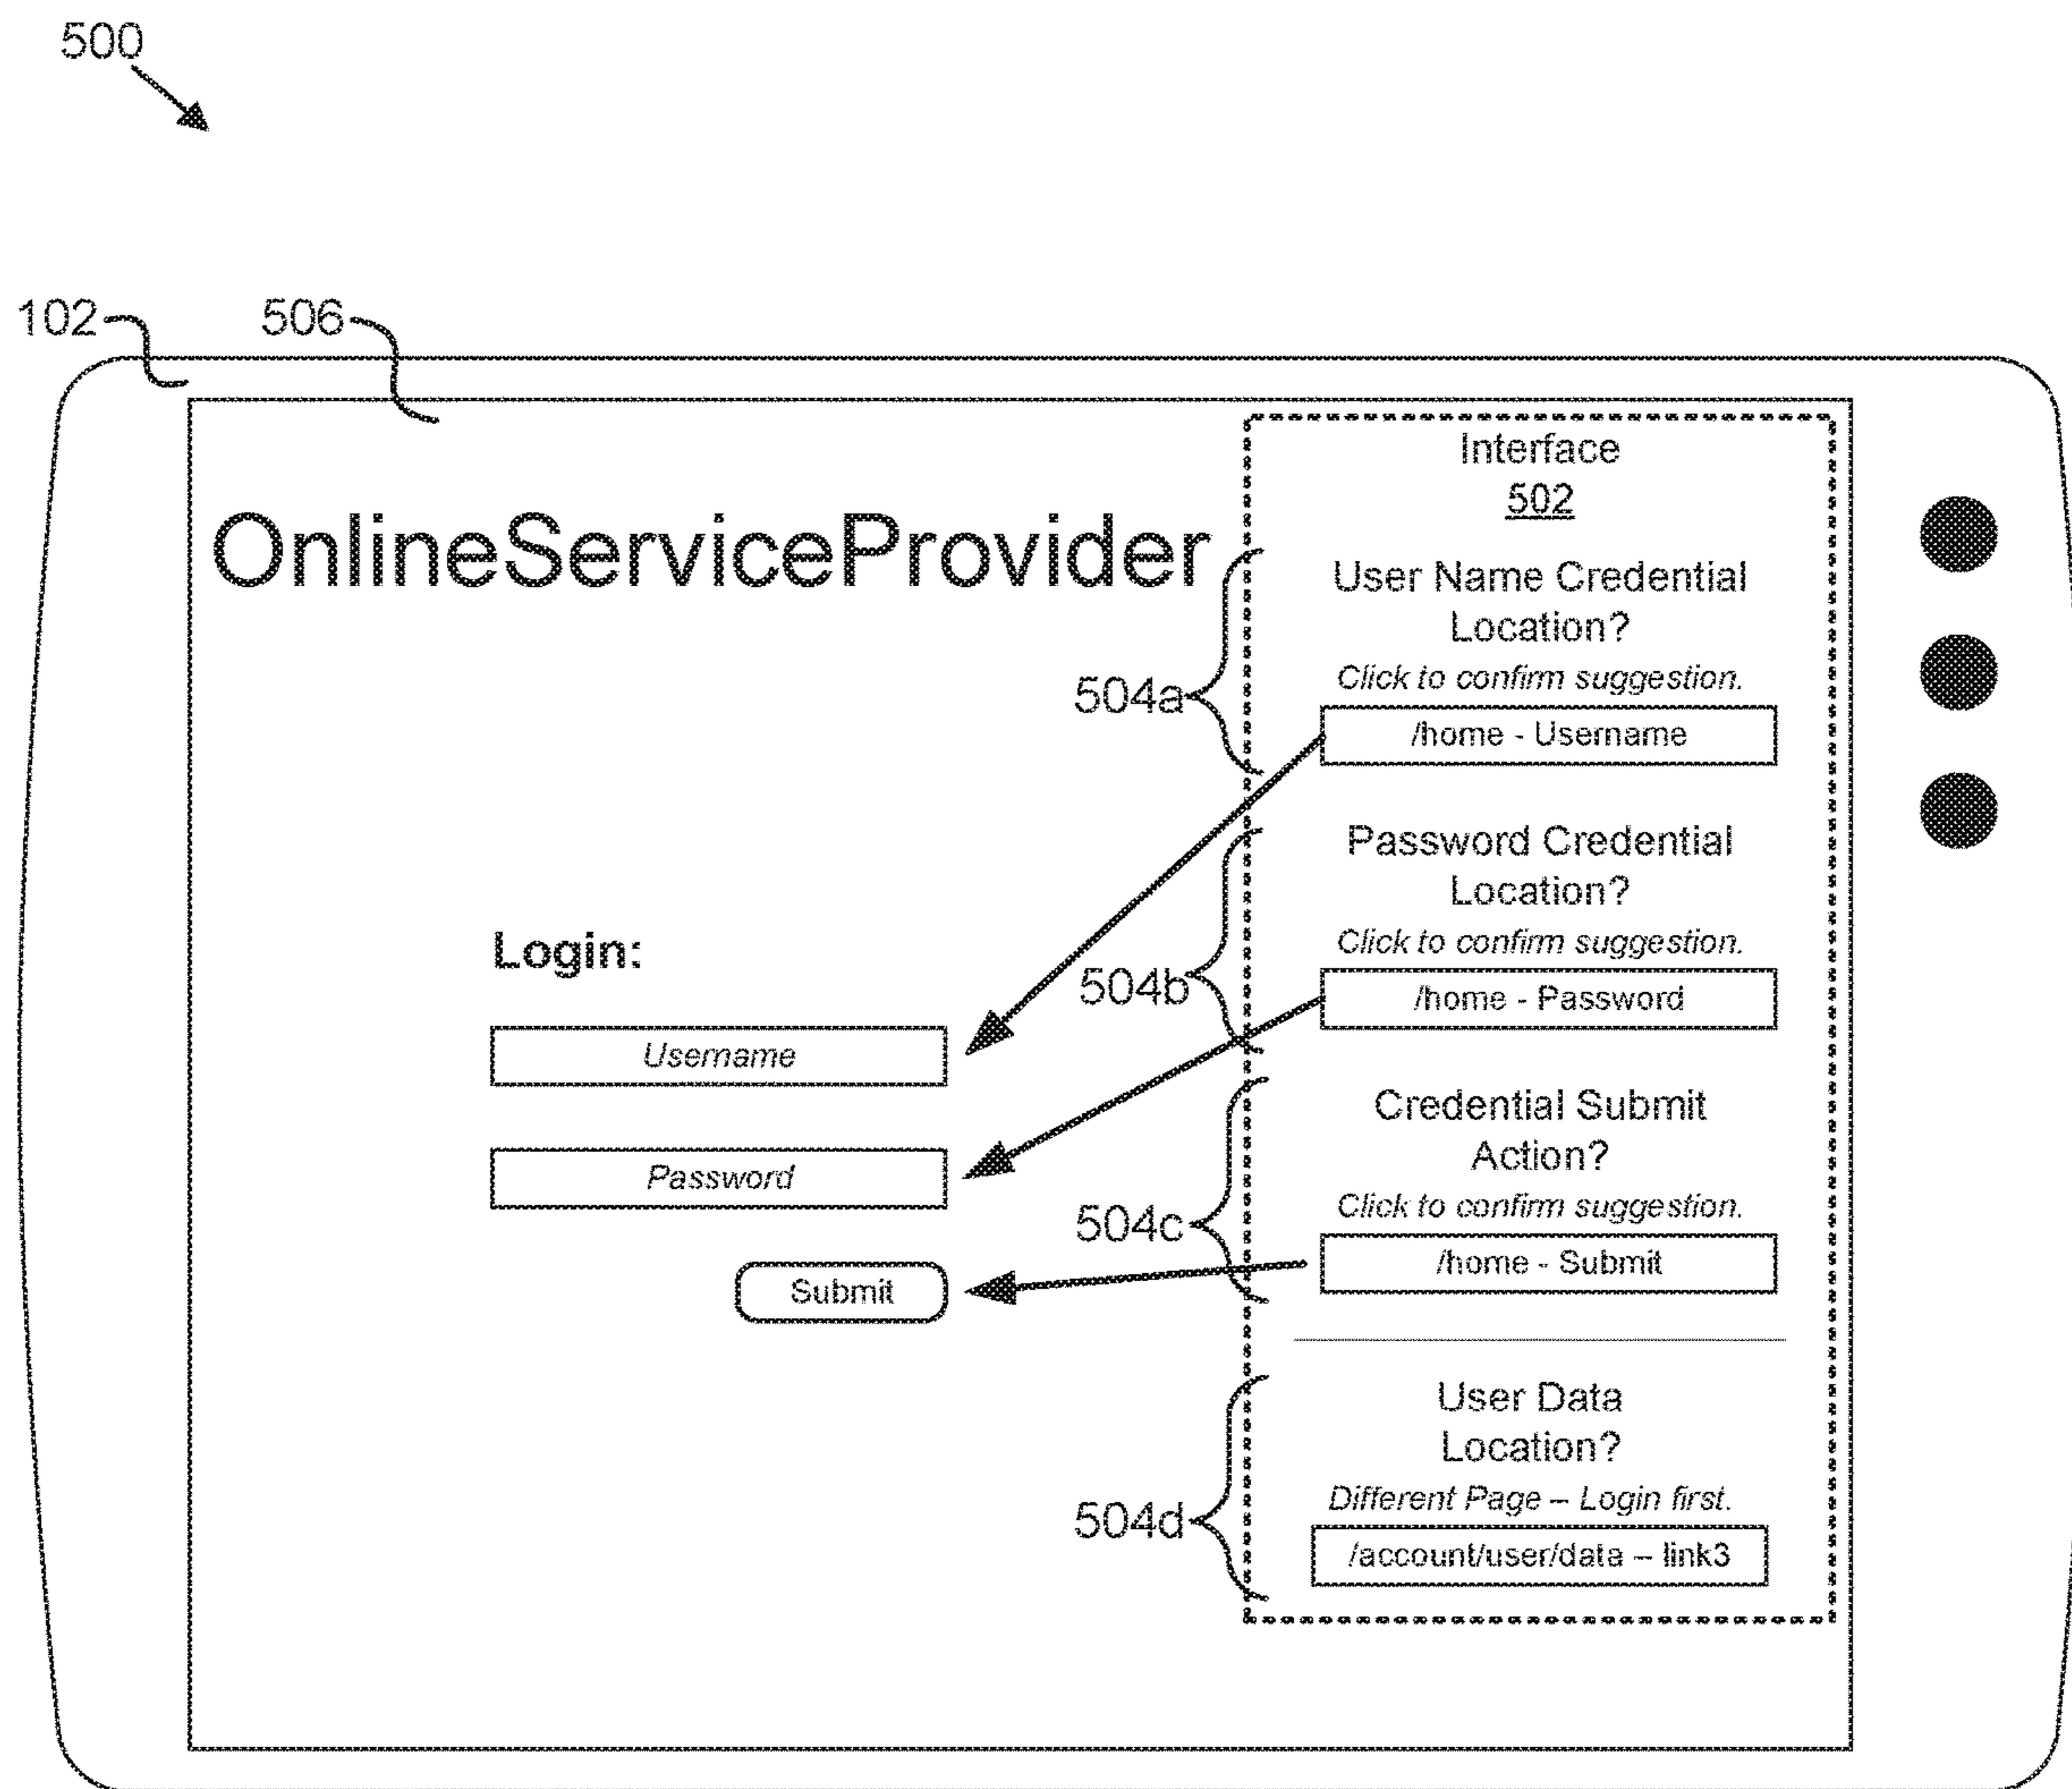 500
102
506
OnlineServiceProvider
Login:
Username
Password
Submit
Interface
502
504a
User Name Credential
Location?
Click to confirm suggestion.
/home - Username
504b
Password Credential
Location?
Click to confirm suggestion.
/home - Password
504c
Credential Submit
Action?
Click to confirm suggestion.
/home - Submit
504d
User Data
Location?
Different Page – Login first.
/account/user/data – link3